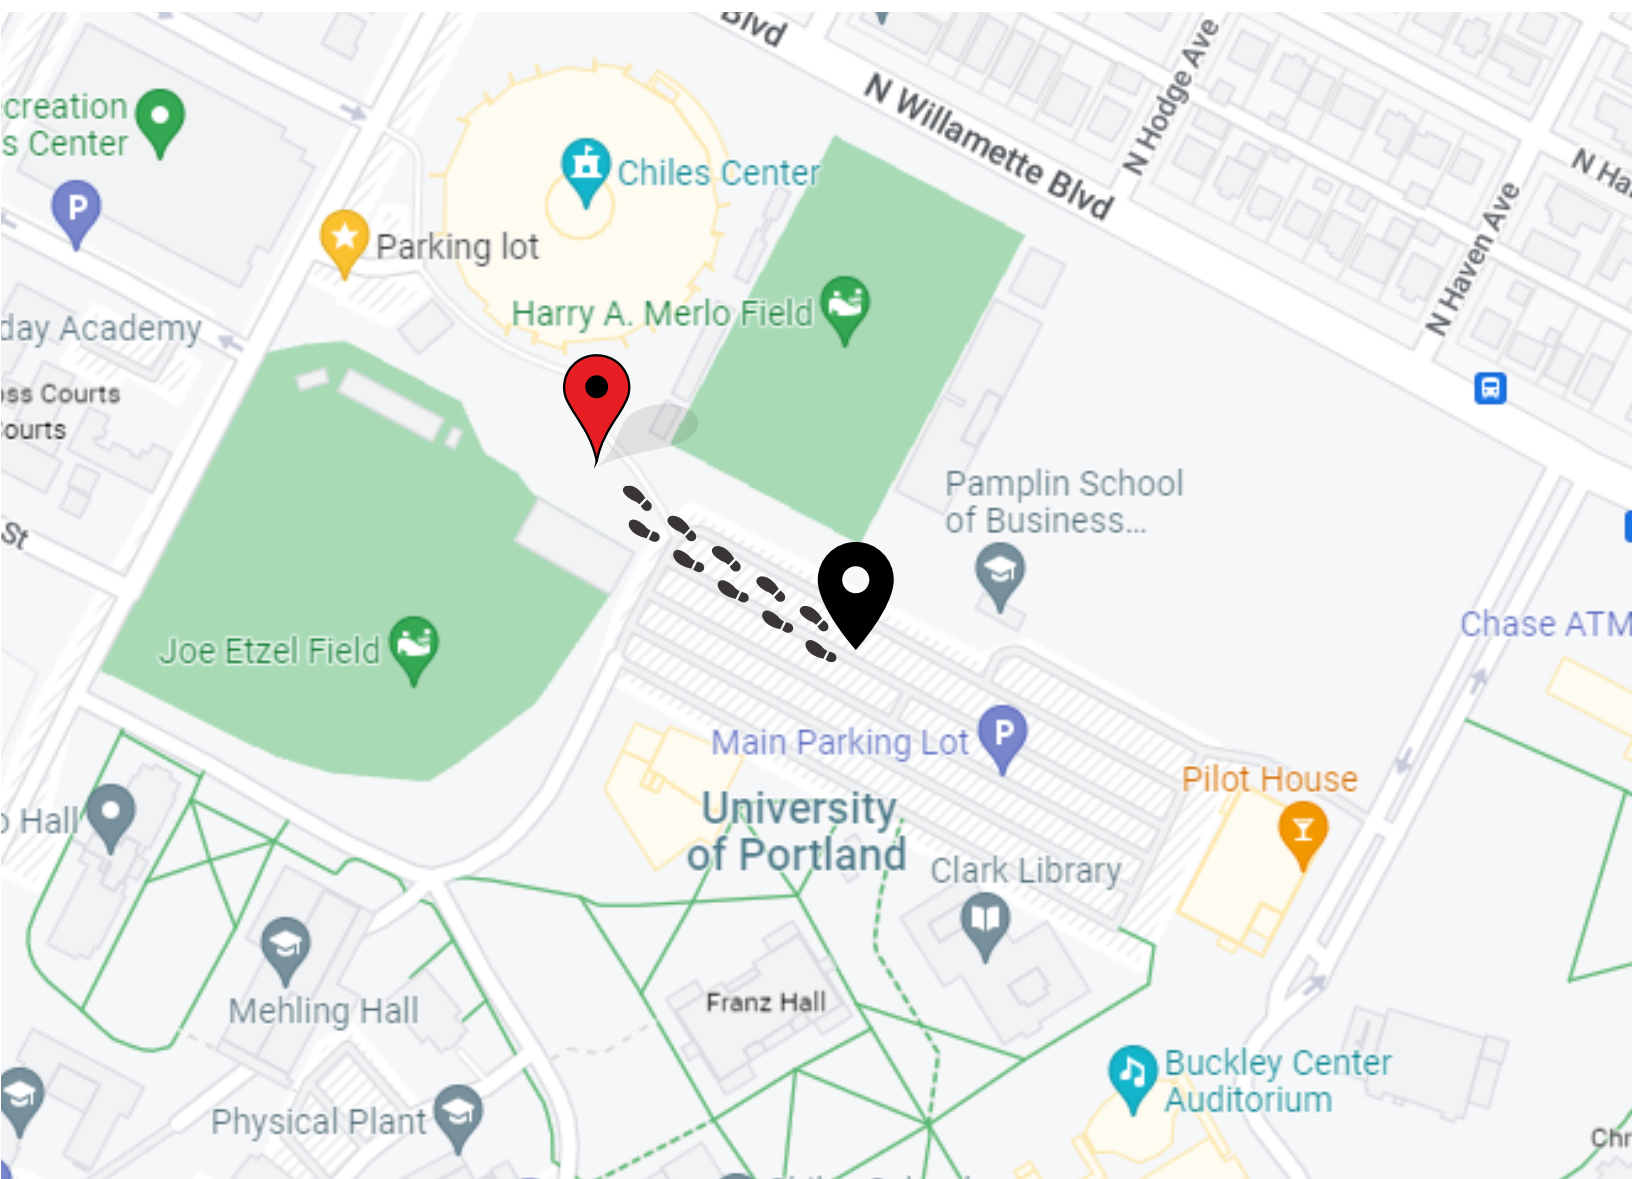 Blvd
N Willamette Blvd
N Hodge Ave
N Haven Ave
creation
s Center
P
Chiles Center
Parking lot
Harry A. Merlo Field
day Academy
ss Courts
ourts
St
Pamplin School
of Business...
Chase ATM
Joe Etzel Field
Main Parking Lot
P
Pilot House
University
of Portland
Hall
Clark Library
Mehling Hall
Franz Hall
Buckley Center
Auditorium
Physical Plant
Chr